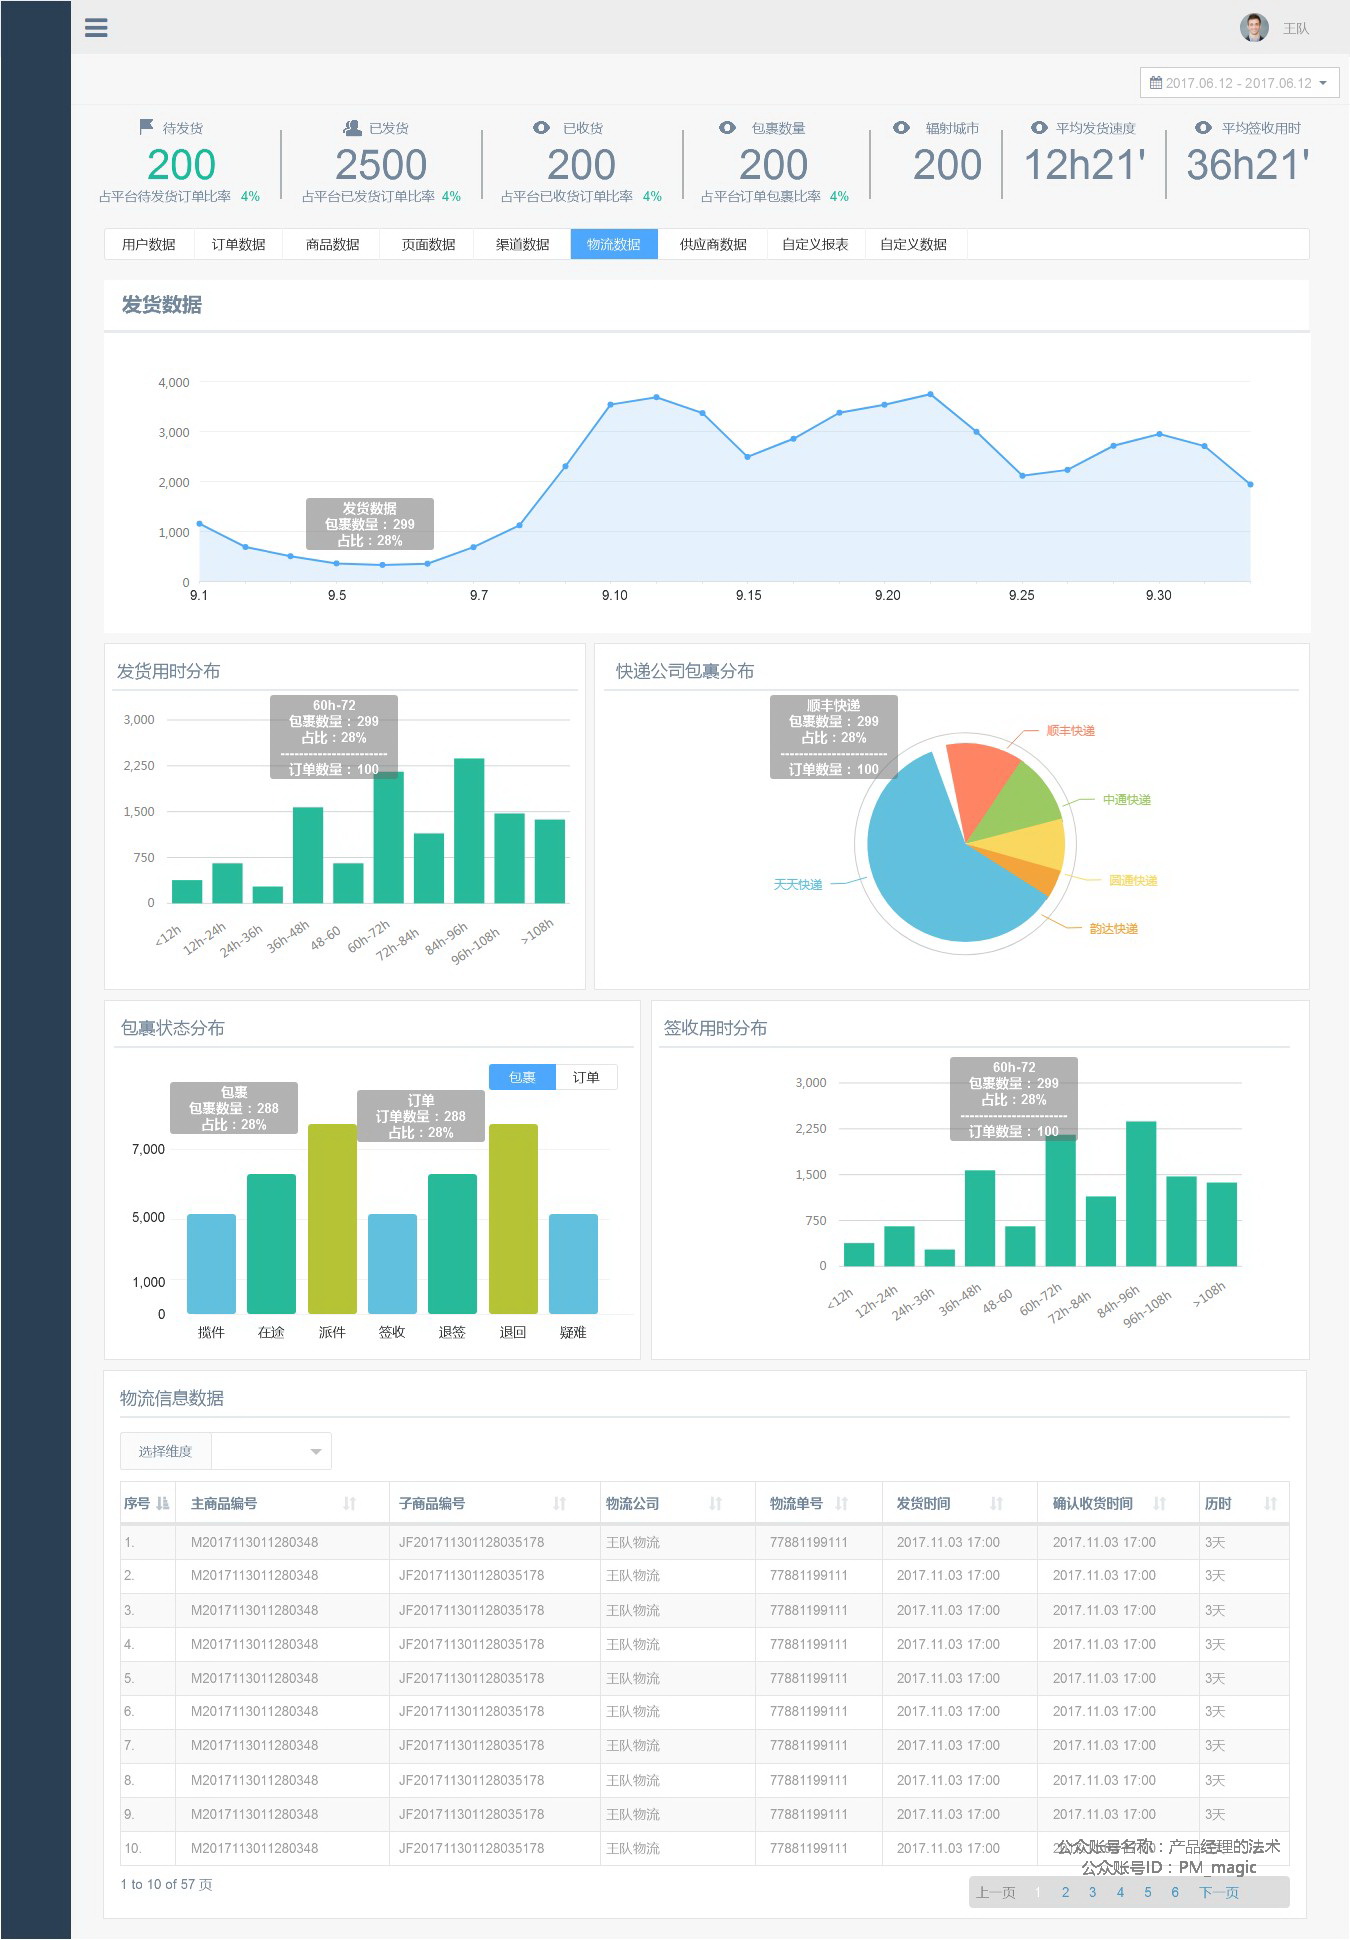 王队
2017.06.12 - 2017.06.12
待发货 已发货 已收货 包裹数量 辐射城市 平均发货速度 平均签收用时
200 2500 200 200 200 12h21' 36h21'
占平台待发货订单比率 4% 占平台已发货订单比率 4% 占平台已收货订单比率 4% 占平台订单包裹比率 4%
用户数据 订单数据 商品数据 页面数据 渠道数据 物流数据 供应商数据 自定义报表 自定义数据
发货数据
4,000
3,000
2,000
1,000
0
发货数据
包裹数量：299
占比：28%
9.1 9.5 9.7 9.10 9.15 9.20 9.25 9.30
发货用时分布
3,000
2,250
1,500
750
0
60h-72
包裹数量：299
占比：28%
------------------------
订单数量：100
<12h 12h-24h 24h-36h 36h-48h 48-60 60h-72h 72h-84h 84h-96h 96h-108h >108h
快递公司包裹分布
顺丰快递
包裹数量：299
占比：28%
------------------------
订单数量：100
顺丰快递
中通快递
圆通快递
韵达快递
天天快递
包裹状态分布
包裹 订单
包裹
包裹数量：288
占比：28%
订单
订单数量：288
占比：28%
7,000
5,000
1,000
0
揽件 在途 派件 签收 退签 退回 疑难
签收用时分布
3,000
2,250
1,500
750
0
60h-72
包裹数量：299
占比：28%
------------------------
订单数量：100
<12h 12h-24h 24h-36h 36h-48h 48-60 60h-72h 72h-84h 84h-96h 96h-108h >108h
物流信息数据
选择维度
序号 主商品编号 子商品编号 物流公司 物流单号 发货时间 确认收货时间 历时
1. M2017113011280348 JF201711301128035178 王队物流 77881199111 2017.11.03 17:00 2017.11.03 17:00 3天
2. M2017113011280348 JF201711301128035178 王队物流 77881199111 2017.11.03 17:00 2017.11.03 17:00 3天
3. M2017113011280348 JF201711301128035178 王队物流 77881199111 2017.11.03 17:00 2017.11.03 17:00 3天
4. M2017113011280348 JF201711301128035178 王队物流 77881199111 2017.11.03 17:00 2017.11.03 17:00 3天
5. M2017113011280348 JF201711301128035178 王队物流 77881199111 2017.11.03 17:00 2017.11.03 17:00 3天
6. M2017113011280348 JF201711301128035178 王队物流 77881199111 2017.11.03 17:00 2017.11.03 17:00 3天
7. M2017113011280348 JF201711301128035178 王队物流 77881199111 2017.11.03 17:00 2017.11.03 17:00 3天
8. M2017113011280348 JF201711301128035178 王队物流 77881199111 2017.11.03 17:00 2017.11.03 17:00 3天
9. M2017113011280348 JF201711301128035178 王队物流 77881199111 2017.11.03 17:00 2017.11.03 17:00 3天
10. M2017113011280348 JF201711301128035178 王队物流 77881199111 2017.11.03 17:00
公众账号名称：产品经理的法术
公众账号ID：PM_magic
1 to 10 of 57 页
上一页 1 2 3 4 5 6 下一页